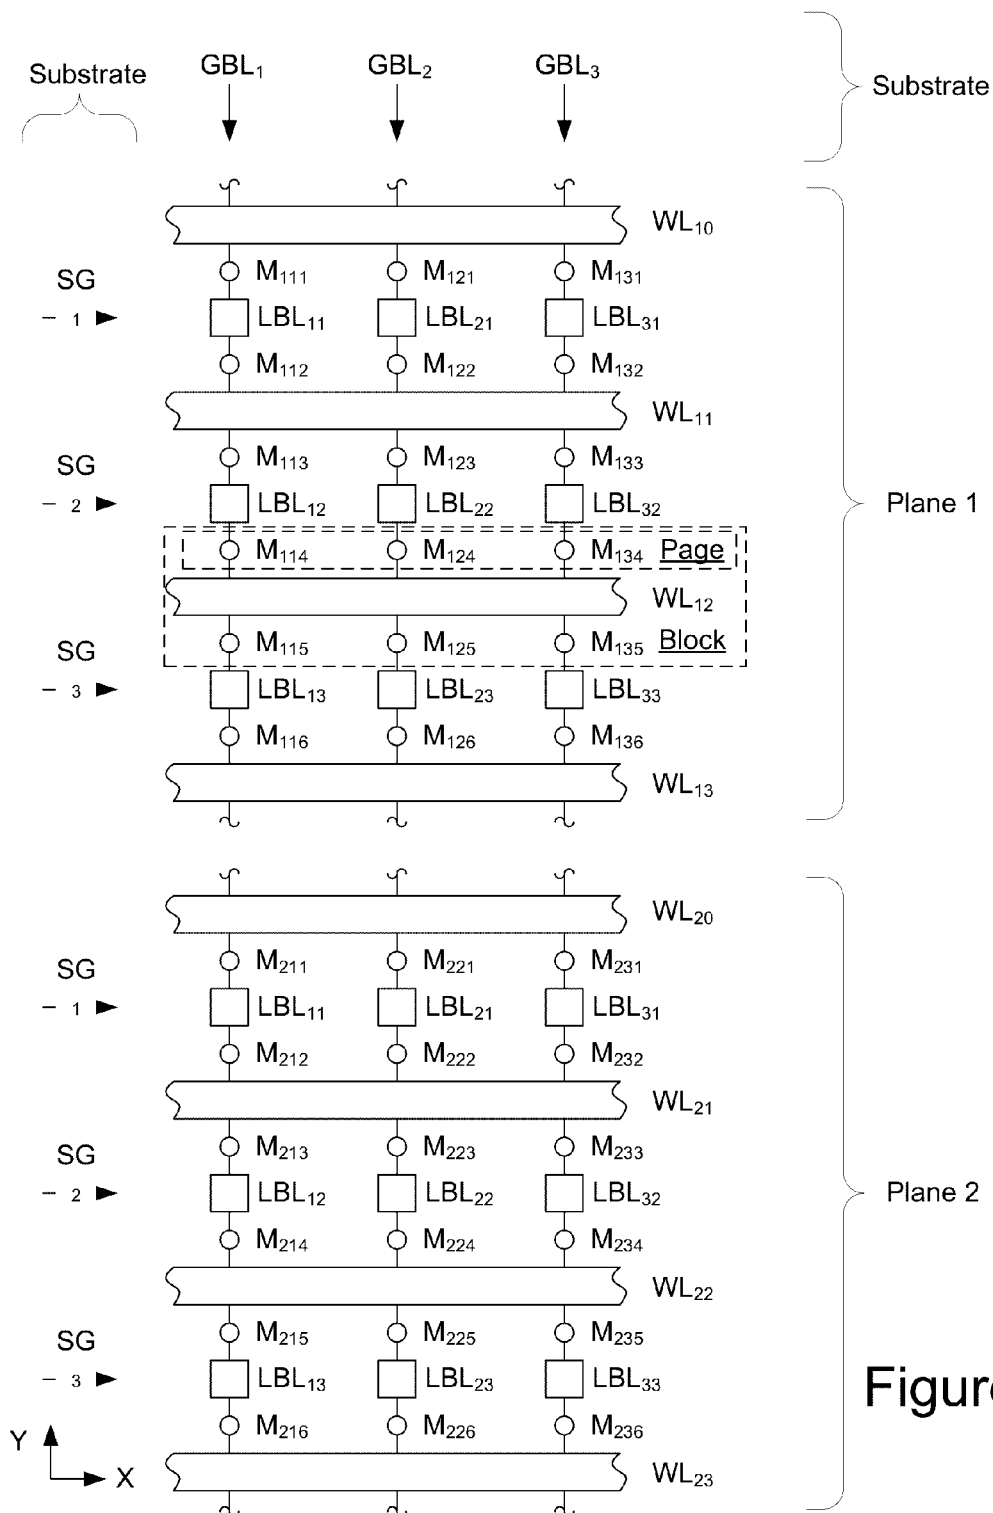 Substrate GBL₁ GBL₂ GBL₃ Substrate
WL₁₀
SG M₁₁₁ M₁₂₁ M₁₃₁
1 LBL₁₁ LBL₂₁ LBL₃₁
M₁₁₂ M₁₂₂ M₁₃₂
WL₁₁
SG M₁₁₃ M₁₂₃ M₁₃₃
2 LBL₁₂ LBL₂₂ LBL₃₂ Plane 1
M₁₁₄ M₁₂₄ M₁₃₄ Page
WL₁₂
SG M₁₁₅ M₁₂₅ M₁₃₅ Block
3 LBL₁₃ LBL₂₃ LBL₃₃
M₁₁₆ M₁₂₆ M₁₃₆
WL₁₃
WL₂₀
SG M₂₁₁ M₂₂₁ M₂₃₁
1 LBL₁₁ LBL₂₁ LBL₃₁
M₂₁₂ M₂₂₂ M₂₃₂
WL₂₁
SG M₂₁₃ M₂₂₃ M₂₃₃
2 LBL₁₂ LBL₂₂ LBL₃₂ Plane 2
M₂₁₄ M₂₂₄ M₂₃₄
WL₂₂
SG M₂₁₅ M₂₂₅ M₂₃₅
3 LBL₁₃ LBL₂₃ LBL₃₃ Figure
M₂₁₆ M₂₂₆ M₂₃₆
Y
X WL₂₃